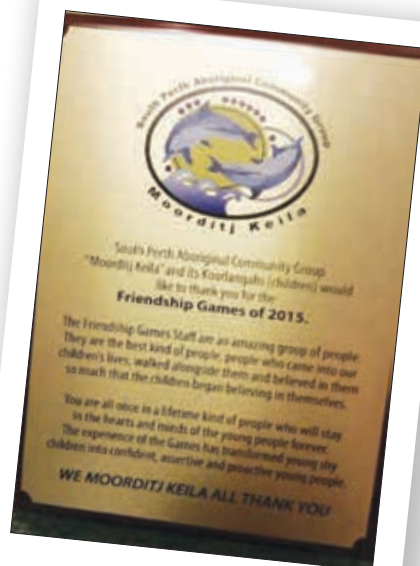 South Perth Aboriginal Community Group
Moorditj Keila
South Perth Aboriginal Community Group
"Moorditj Keila" and its Koorlangahs (children) would
like to thank you for the
Friendship Games of 2015.
The Friendship Games Staff are an amazing group of people.
They are the best kind of people, people who came into our
children's lives, walked alongside them and believed in them
so much that the children began believing in themselves.
You are all once in a lifetime kind of people who will stay
in the hearts and minds of the young people forever.
The experience of the Games has transformed young shy
children into confident, assertive and proactive young people.
WE MOORDITJ KEILA ALL THANK YOU